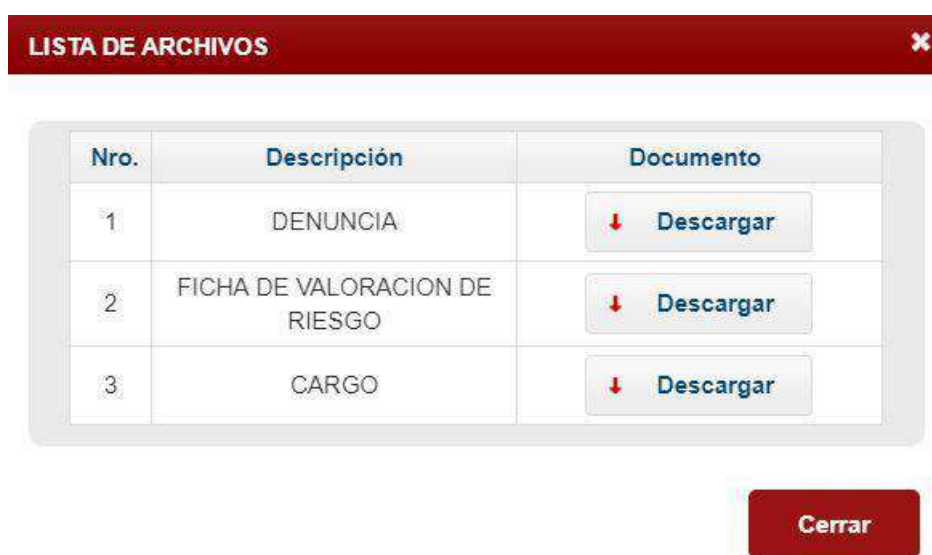 LISTA DE ARCHIVOS
Nro. Descripción Documento
1 DENUNCIA Descargar
2 FICHA DE VALORACION DE
RIESGO Descargar
3 CARGO Descargar
Cerrar